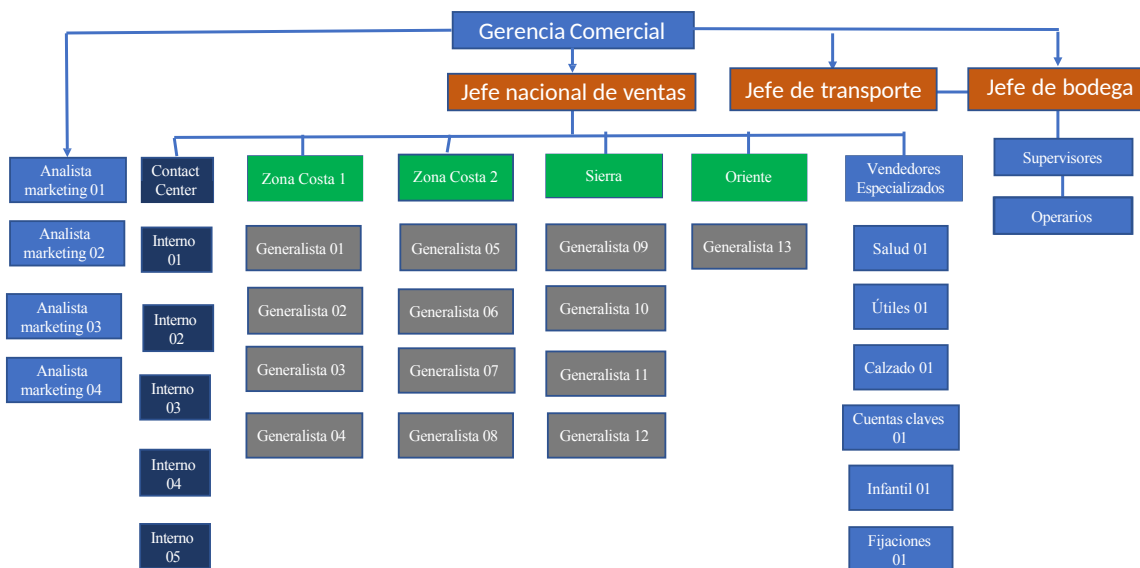 Gerencia Comercial
Jefe nacional de ventas
Jefe de transporte
Jefe de bodega
Analista
marketing 01
Contact
Center
Zona Costa 1
Zona Costa 2
Sierra
Oriente
Vendedores
Especializados
Supervisores
Operarios
Analista
marketing 02
Analista
marketing 03
Analista
marketing 04
Interno
01
Interno
02
Interno
03
Interno
04
Interno
05
Generalista 01
Generalista 02
Generalista 03
Generalista 04
Generalista 05
Generalista 06
Generalista 07
Generalista 08
Generalista 09
Generalista 10
Generalista 11
Generalista 12
Generalista 13
Salud 01
Útiles 01
Calzado 01
Cuentas claves
01
Infantil 01
Fijaciones
01